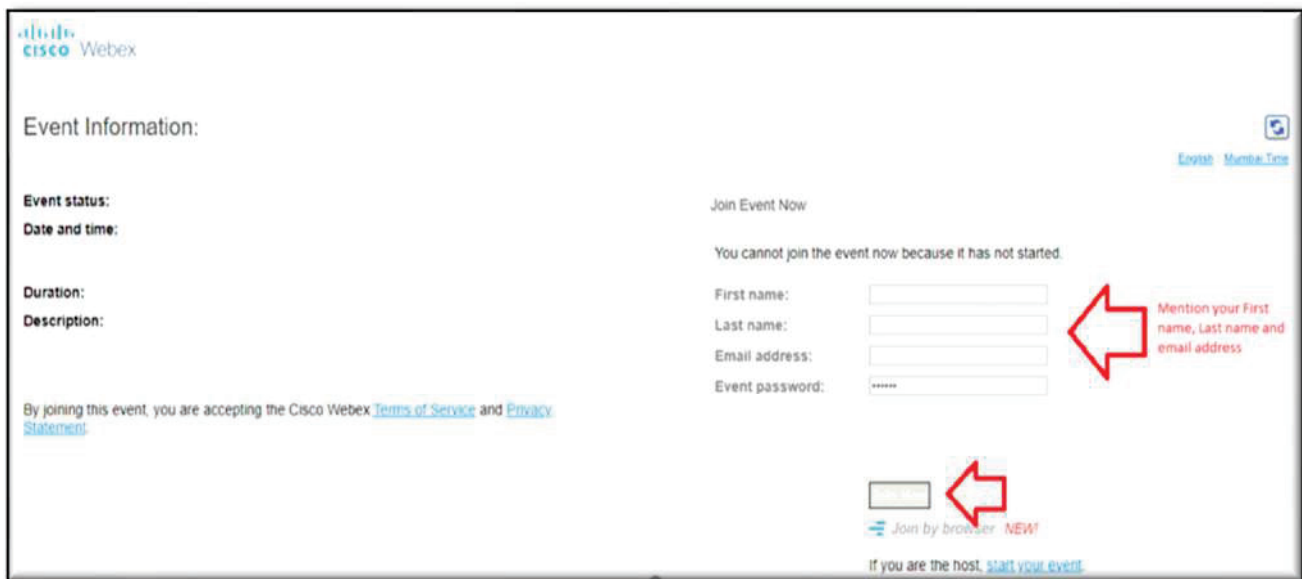 CISCO Webex
Event Information:
English Mumbai Time
Event status:
Date and time:
Duration:
Description:
By joining this event, you are accepting the Cisco Webex Terms of Service and Privacy
Statement.
Join Event Now
You cannot join the event now because it has not started.
First name:
Last name:
Email address:
Event password:
······
Mention your First
name, Last name and
email address
Join by browser NEW!
If you are the host, start your event.